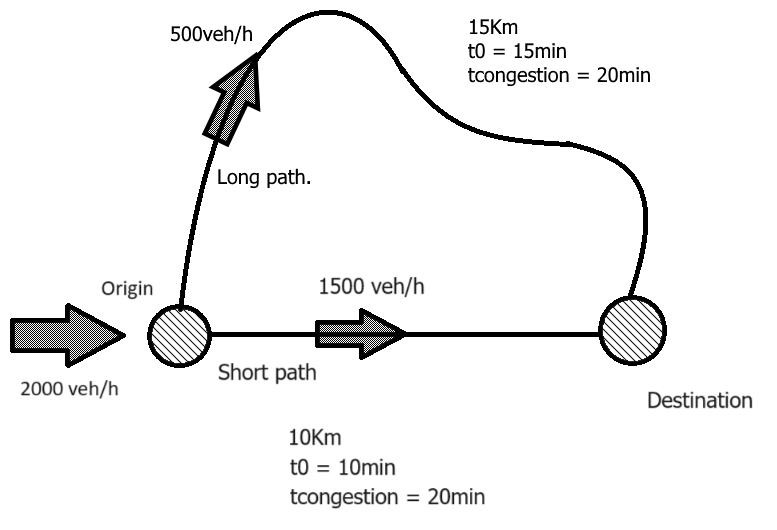 500veh/h
15Km
t0 = 15min
tcongestion = 20min
Long path.
Origin
1500 veh/h
2000 veh/h
Short path
Destination
10Km
t0 = 10min
tcongestion = 20min